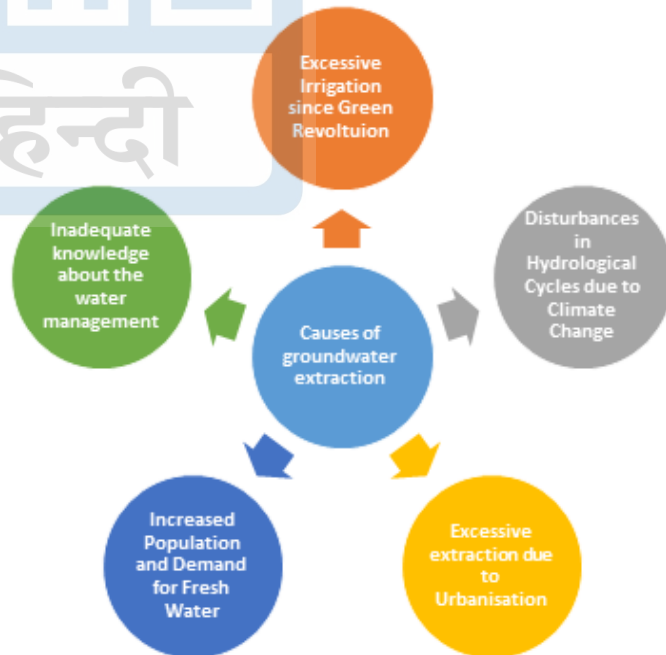 हिन्दी
Excessive
Irrigation
since Green
Revoltuion
Disturbances
in
Hydrological
Cycles due to
Climate
Change
Excessive
extraction due
to
Urbanisation
Increased
Population
and Demand
for Fresh
Water
Inadequate
knowledge
about the
water
management
Causes of
groundwater
extraction